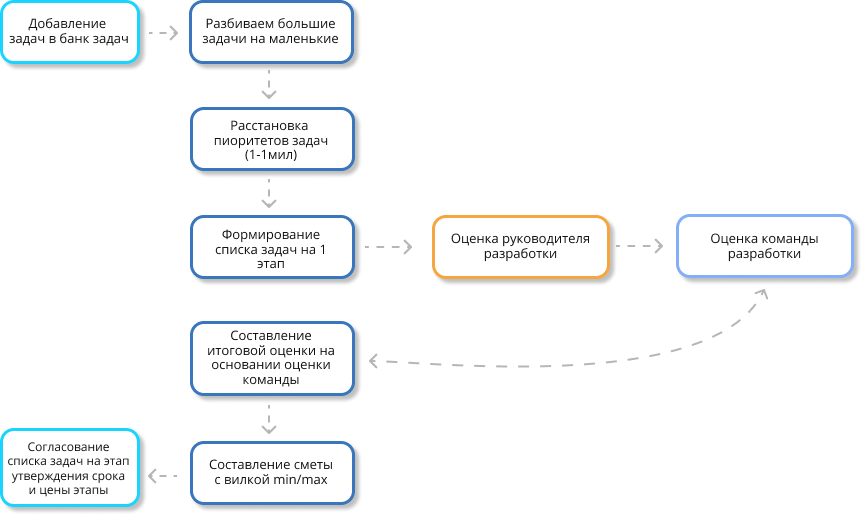 Добавление
задач в банк задач
Разбиваем большие
задачи на маленькие
Расстановка
пиоритетов задач
(1-1мил)
Формирование
списка задач на 1
этап
Оценка руководителя
разработки
Оценка команды
разработки
Составление
итоговой оценки на
основании оценки
команды
Составление сметы
с вилкой min/max
Согласование
списка задач на этап
утверждения срока
и цены этапы